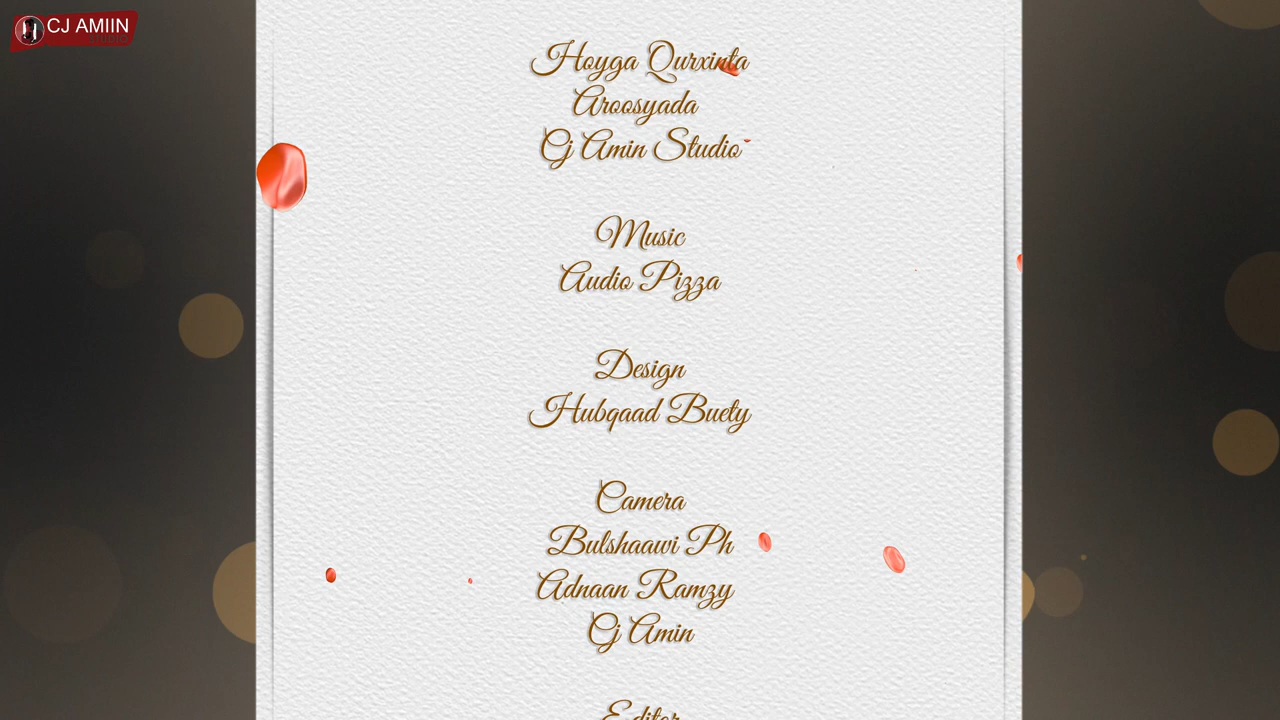 CJ AMIIN
Hoyga Qurxinta
Aroosyada
Cj Amin Studio
Music
Audio Pizza
Design
Hubqaad Buety
Camera
Bulshaawi Ph
Adnaan Ramzy
Cj Amin
Editor